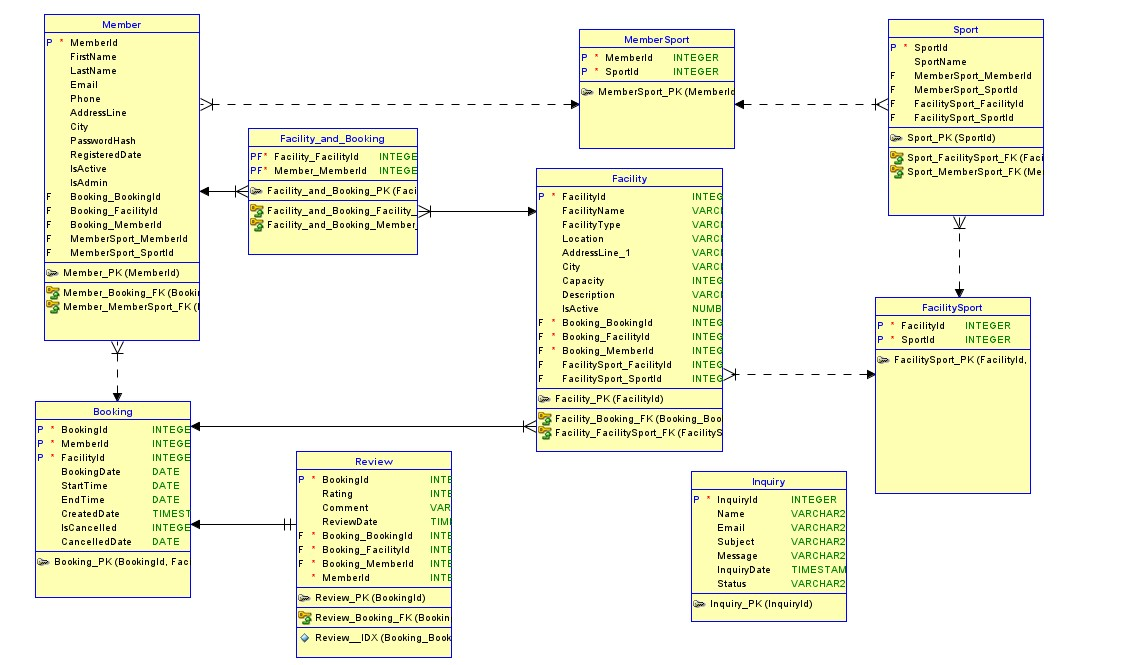 Member
P * MemberId
FirstName
LastName
Email
Phone
AddressLine
City
PasswordHash
RegisteredDate
IsActive
IsAdmin
F Booking_BookingId
F Booking_FacilityId
F Booking_MemberId
F MemberSport_MemberId
F MemberSport_SportId
Member_PK (MemberId)
Member_Booking_FK (Booki
Member_MemberSport_FK (
MemberSport
P * MemberId INTEGER
P * SportId INTEGER
MemberSport_PK (MemberId
Sport
P * SportId
SportName
F MemberSport_MemberId
F MemberSport_SportId
F FacilitySport_FacilityId
F FacilitySport_SportId
Sport_PK (SportId)
Sport_FacilitySport_FK (Faci
Sport_MemberSport_FK (Me
Facility_and_Booking
PF* Facility_FacilityId INTEGE
PF* Member_MemberId INTEGE
Facility_and_Booking_PK (Faci
Facility_and_Booking_Facility_
Facility_and_Booking_Member_
Facility
P * FacilityId INTEG
FacilityName VARC
FacilityType VARC
Location VARC
AddressLine_1 VARC
City VARC
Capacity INTEG
Description VARC
IsActive NUMB
F * Booking_BookingId INTEG
F * Booking_FacilityId INTEG
F * Booking_MemberId INTEG
F FacilitySport_FacilityId INTEG
F FacilitySport_SportId INTEG
Facility_PK (FacilityId)
Facility_Booking_FK (Booking_Boo
Facility_FacilitySport_FK (FacilityS
FacilitySport
P * FacilityId INTEGER
P * SportId INTEGER
FacilitySport_PK (FacilityId,
Booking
P * BookingId INTEGE
P * MemberId INTEGE
P * FacilityId INTEGE
BookingDate DATE
StartTime DATE
EndTime DATE
CreatedDate TIMEST
IsCancelled INTEGE
CancelledDate DATE
Booking_PK (BookingId, Fac
Review
P * BookingId INTE
Rating INTE
Comment VAR
ReviewDate TIM
F * Booking_BookingId INTE
F * Booking_FacilityId INTE
F * Booking_MemberId INTE
* MemberId INTE
Review_PK (BookingId)
Review_Booking_FK (Bookin
Review__IDX (Booking_Book
Inquiry
P * InquiryId INTEGER
Name VARCHAR2
Email VARCHAR2
Subject VARCHAR2
Message VARCHAR2
InquiryDate TIMESTAM
Status VARCHAR2
Inquiry_PK (InquiryId)